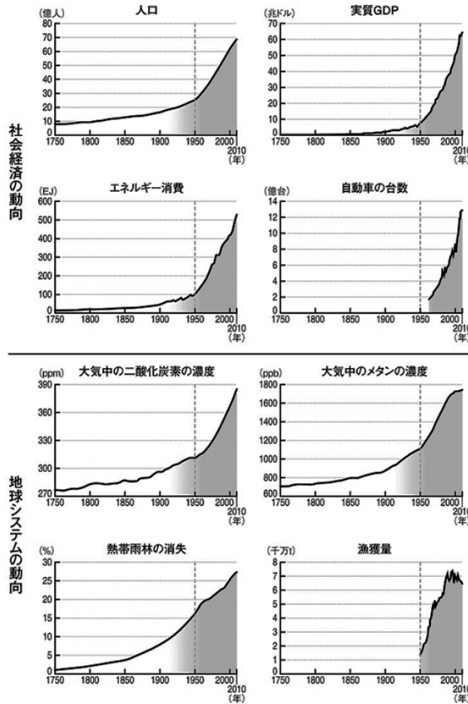 社会経済の動向
人口
(億人)
80
70
60
50
40
30
20
10
0
1750 1800 1850 1900 1950 2000
2010
(年)
実質GDP
(兆ドル)
70
60
50
40
30
20
10
0
1750 1800 1850 1900 1950 2000
2010
(年)
エネルギー消費
(EJ)
600
500
400
300
200
100
0
1750 1800 1850 1900 1950 2000
2010
(年)
自動車の台数
(億台)
14
12
10
8
6
4
2
0
1750 1800 1850 1900 1950 2000
2010
(年)
地球システムの動向
大気中の二酸化炭素の濃度
(ppm)
390
360
330
300
270
1750 1800 1850 1900 1950 2000
2010
(年)
大気中のメタンの濃度
(ppb)
1800
1600
1400
1200
1000
800
600
1750 1800 1850 1900 1950 2000
2010
(年)
熱帯雨林の消失
(%)
30
25
20
15
10
5
0
1750 1800 1850 1900 1950 2000
2010
(年)
漁獲量
(千万t)
8
7
6
5
4
3
2
1
0
1750 1800 1850 1900 1950 2000
2010
(年)